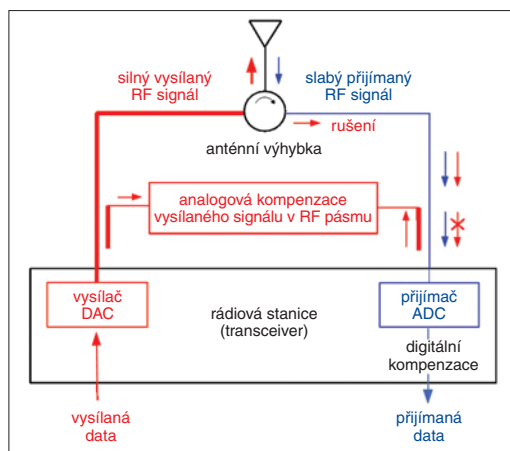 silný vysílaný
RF signál
slabý přijímaný
RF signál
rušení
anténní výhybka
analogová kompenzace
vysílaného signálu v RF pásmu
vysílač
DAC
rádiová stanice
(transceiver)
přijímač
ADC
digitální
kompenzace
vysílaná
data
přijímaná
data